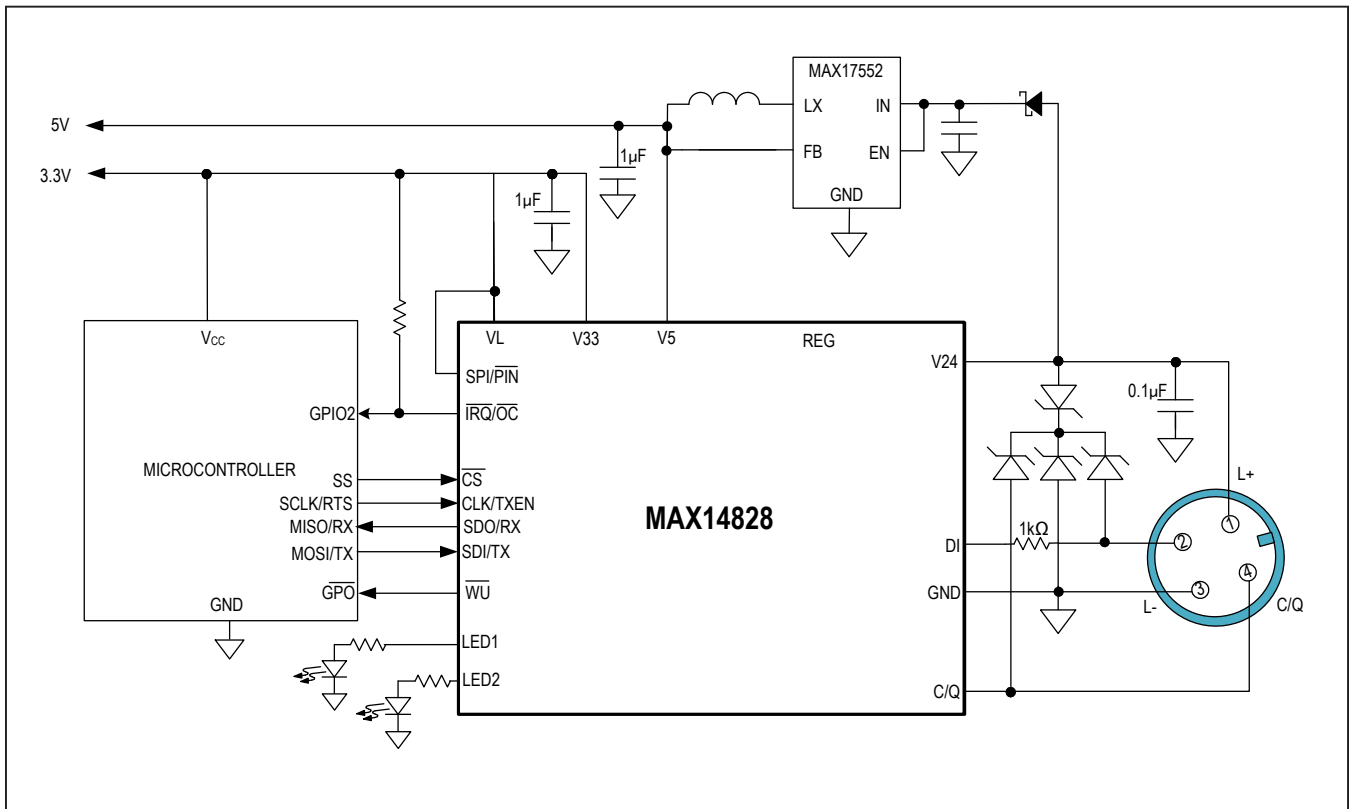 MAX17552
LX
IN
FB
EN
GND
5V
3.3V
1µF
1µF
VCC
VL
V33
V5
REG
SPI/PIN
V24
0.1µF
GPIO2
IRQ/OC
MICROCONTROLLER
SS
CS
L+
SCLK/RTS
CLK/TXEN
MISO/RX
SDO/RX
MOSI/TX
SDI/TX
MAX14828
1kΩ
DI
1
2
4
3
GPO
WU
GND
L-
C/Q
GND
LED1
LED2
C/Q